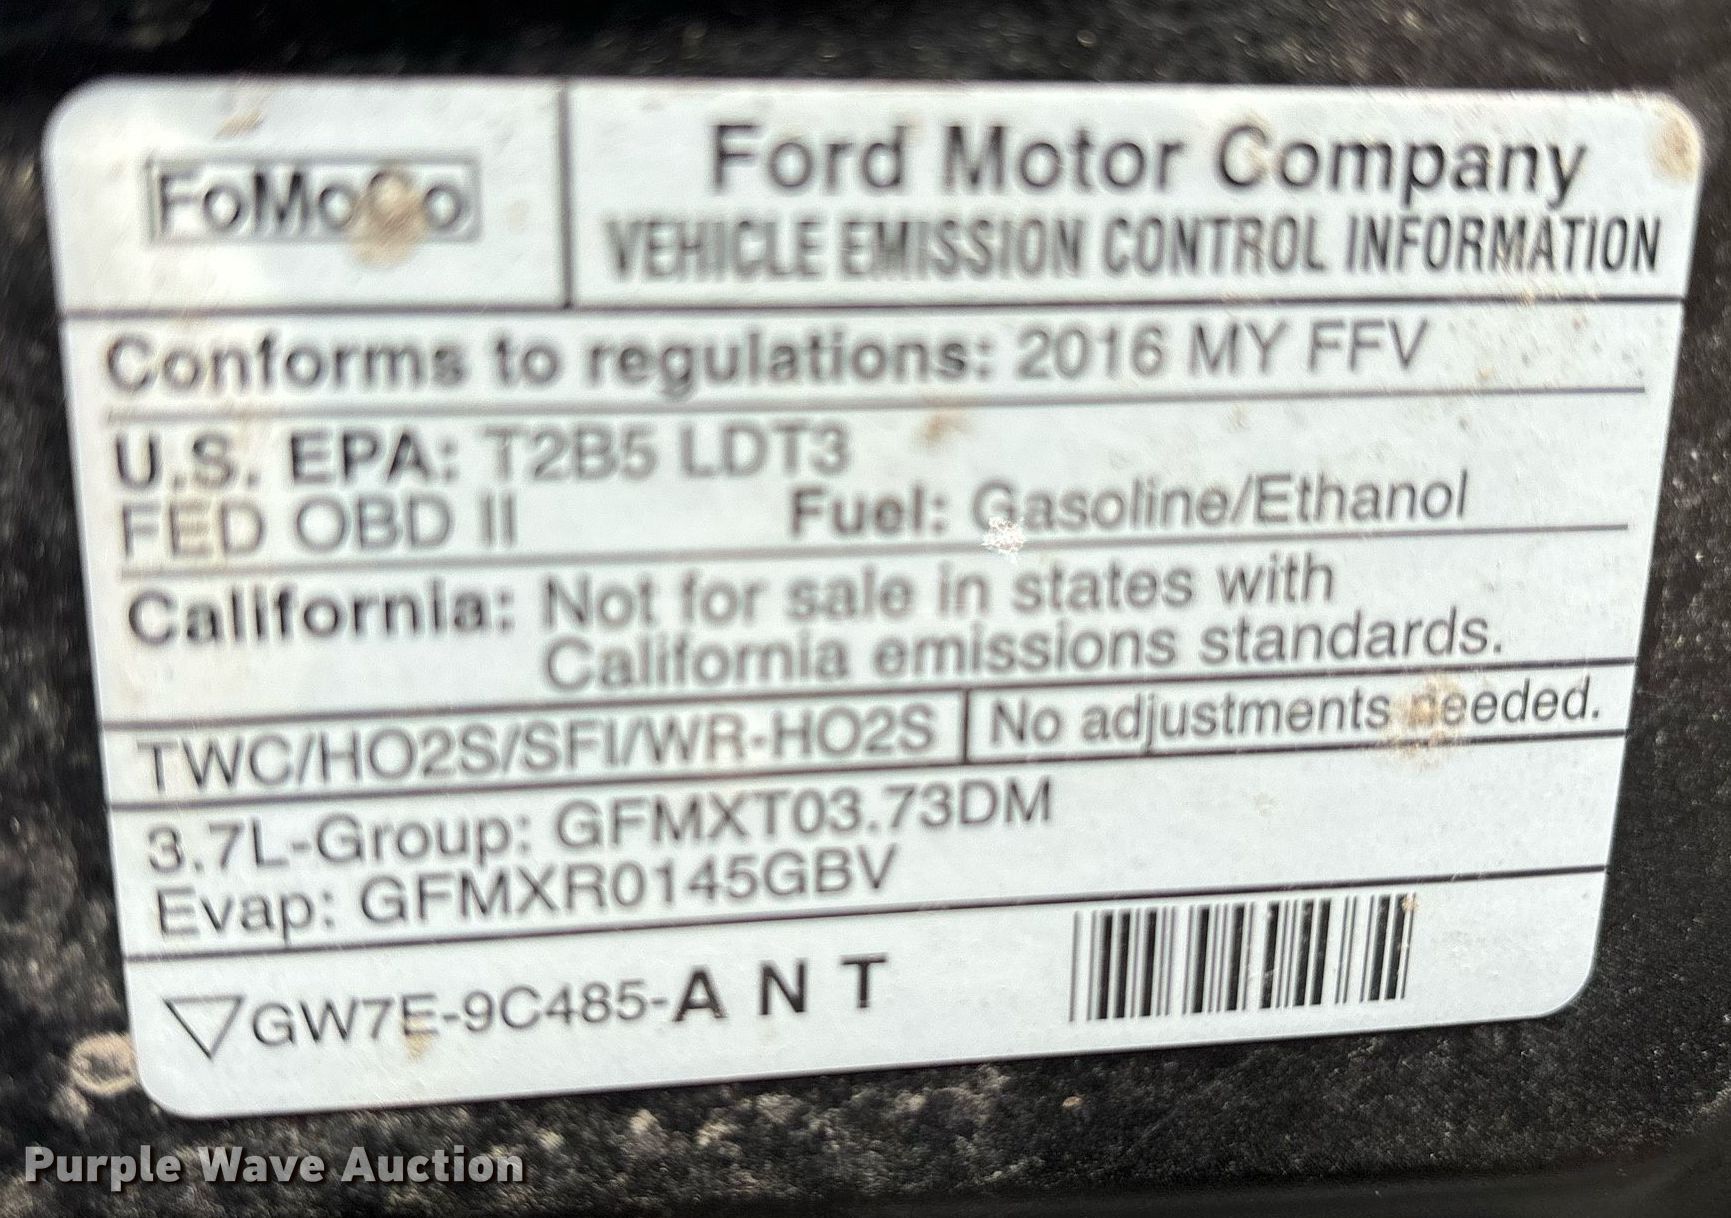 FoMoCo
Ford Motor Company
VEHICLE EMISSION CONTROL INFORMATION
Conforms to regulations: 2016 MY FFV
U.S. EPA: T2B5 LDT3
FED OBD II Fuel: Gasoline/Ethanol
California: Not for sale in states with
California emissions standards.
TWC/HO2S/SFI/WR-HO2S No adjustments needed.
3.7L-Group: GFMXT03.73DM
Evap: GFMXR0145GBV
GW7E-9C485-A N T
Purple Wave Auction